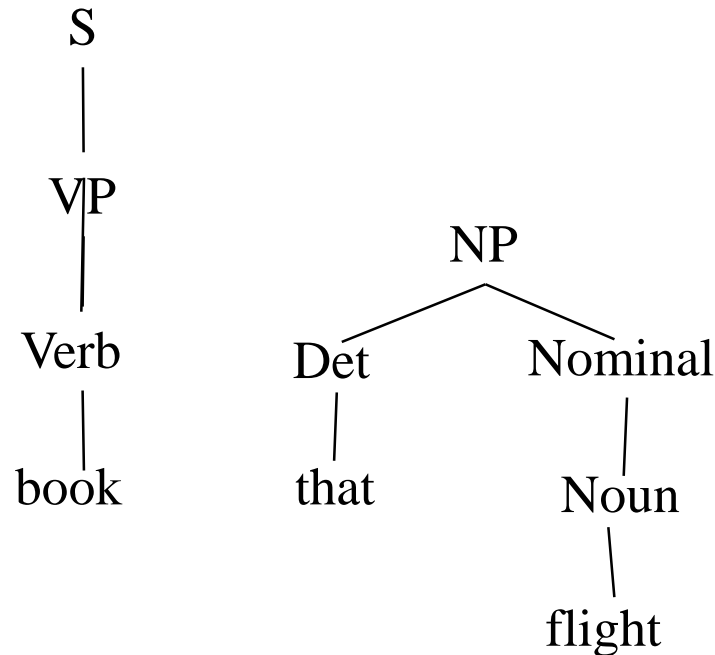 S
VP
NP
Verb
Det Nominal
book that Noun
flight